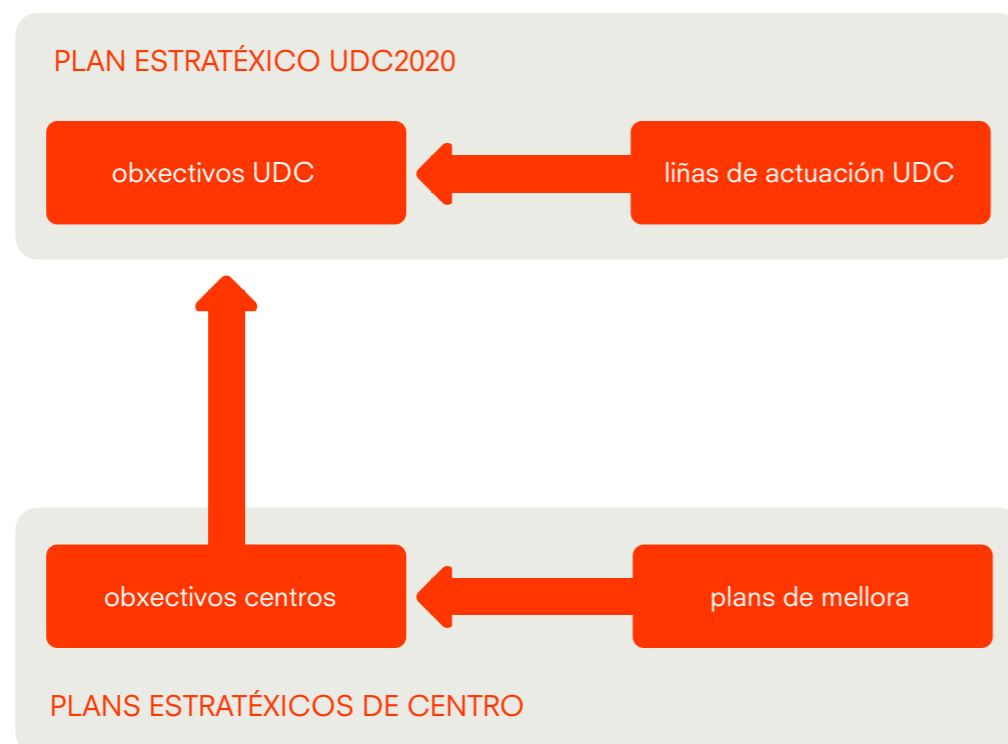 PLAN ESTRATÉXICO UDC2020
obxectivos UDC
liñas de actuación UDC
obxectivos centros
plans de mellora
PLANS ESTRATÉXICOS DE CENTRO